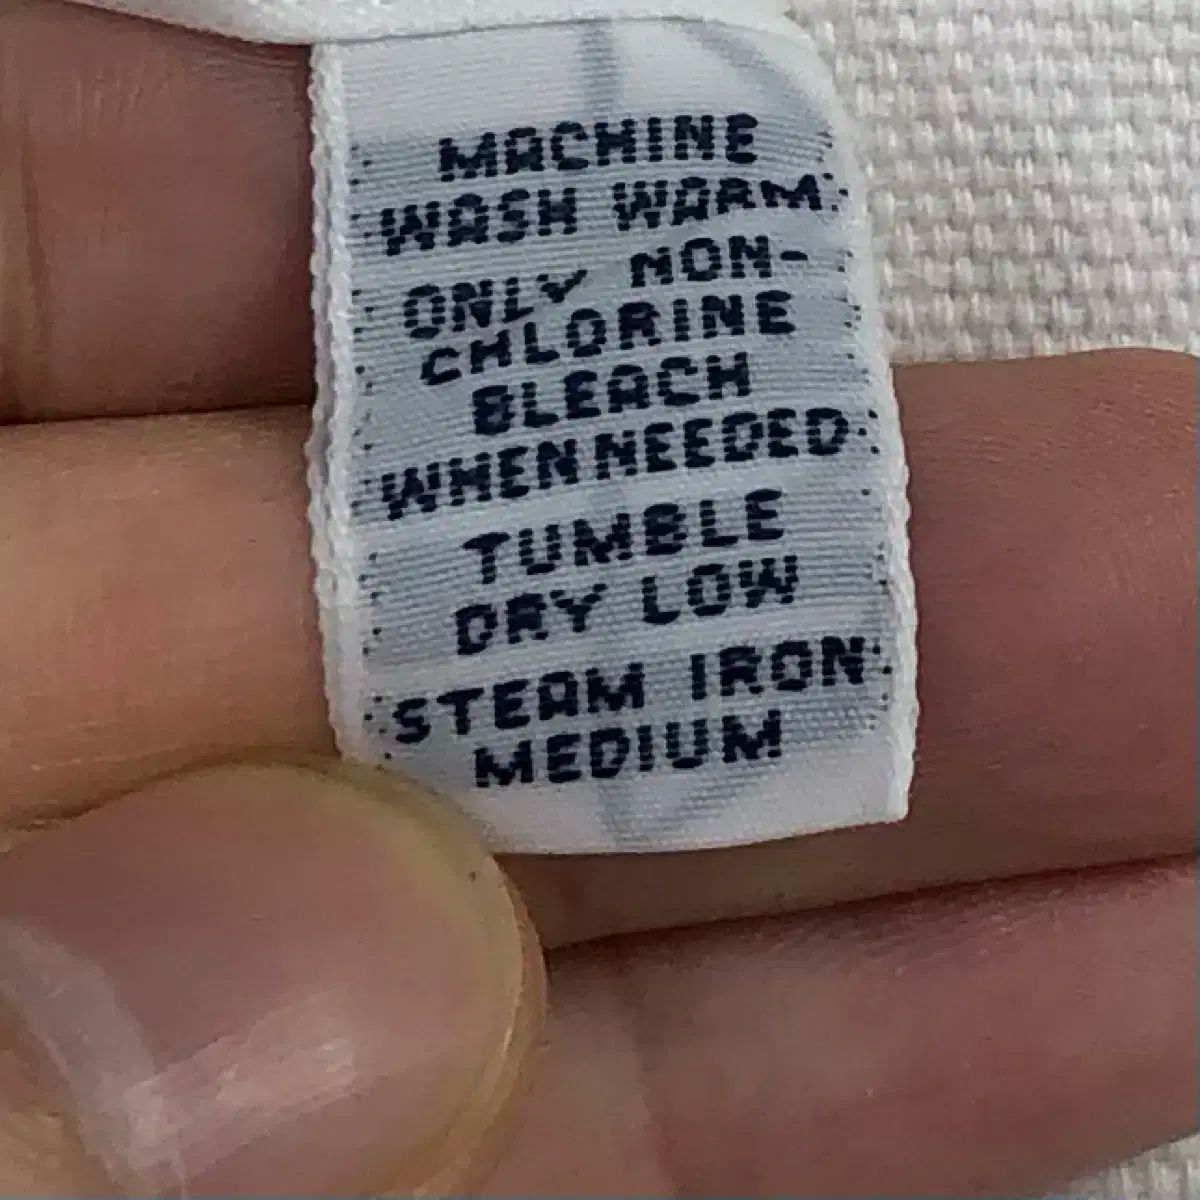 MACHINE
WASH WARM
ONLY NON-
CHLORINE
BLEACH
WHEN NEEDED
TUMBLE
DRY LOW
STEAM IRON
MEDIUM